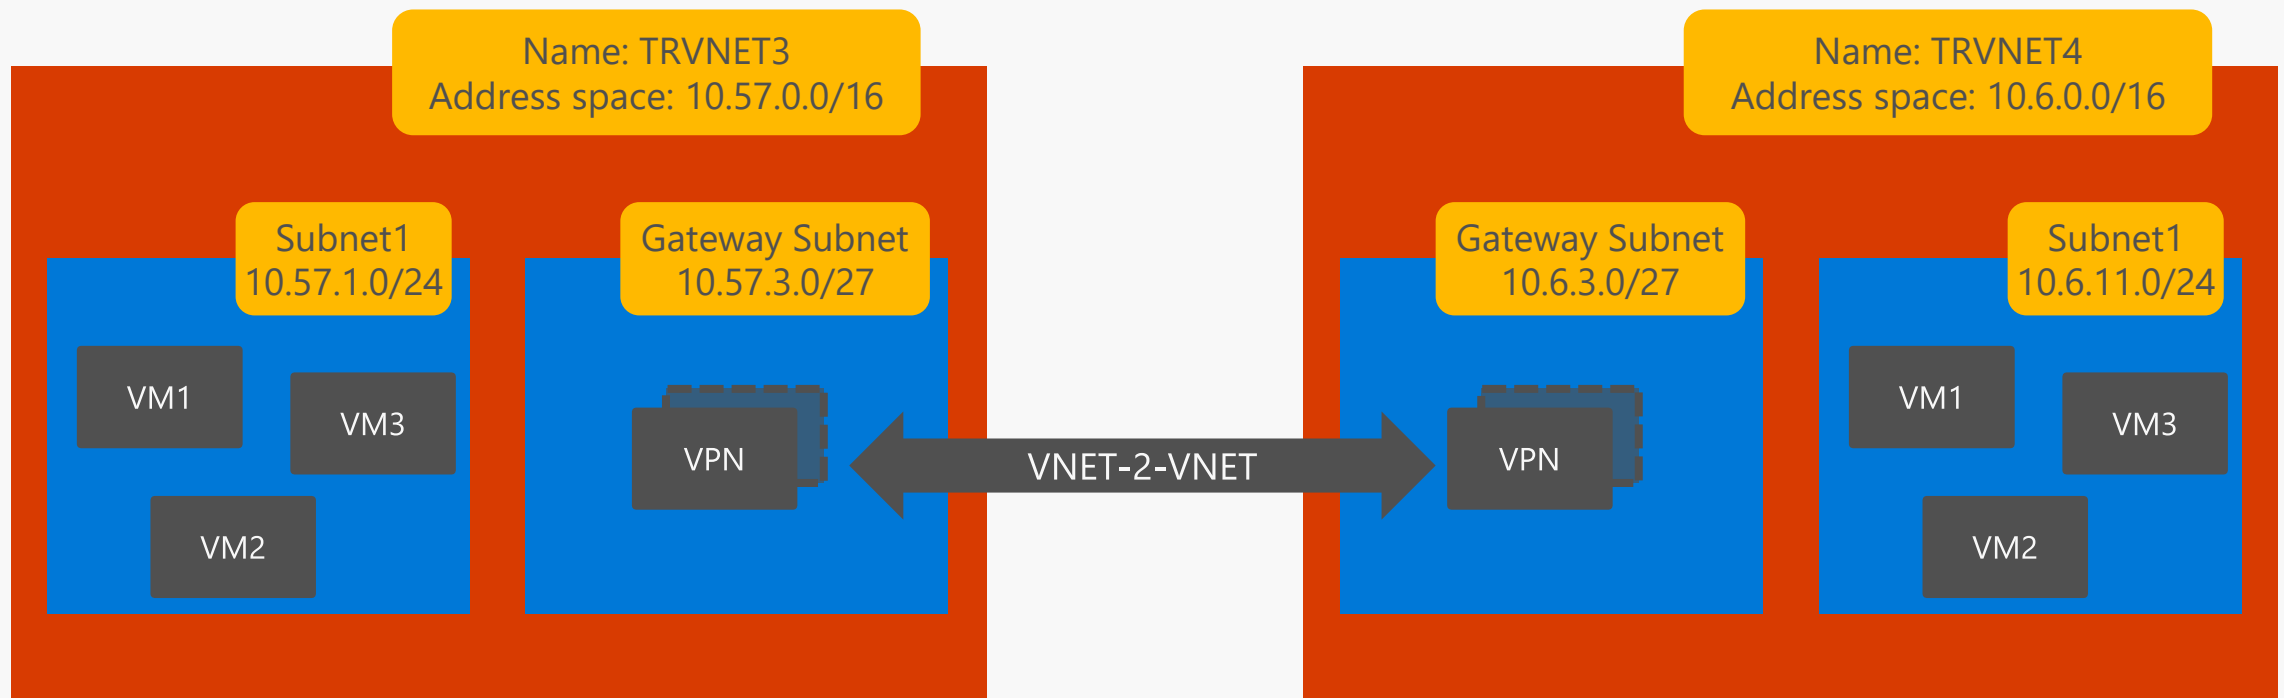 Name: TRVNET3
Address space: 10.57.0.0/16
Name: TRVNET4
Address space: 10.6.0.0/16
Subnet1
10.57.1.0/24
Gateway Subnet
10.57.3.0/27
Gateway Subnet
10.6.3.0/27
Subnet1
10.6.11.0/24
VM1
VM3
VM2
VPN
VNET-2-VNET
VPN
VM1
VM3
VM2